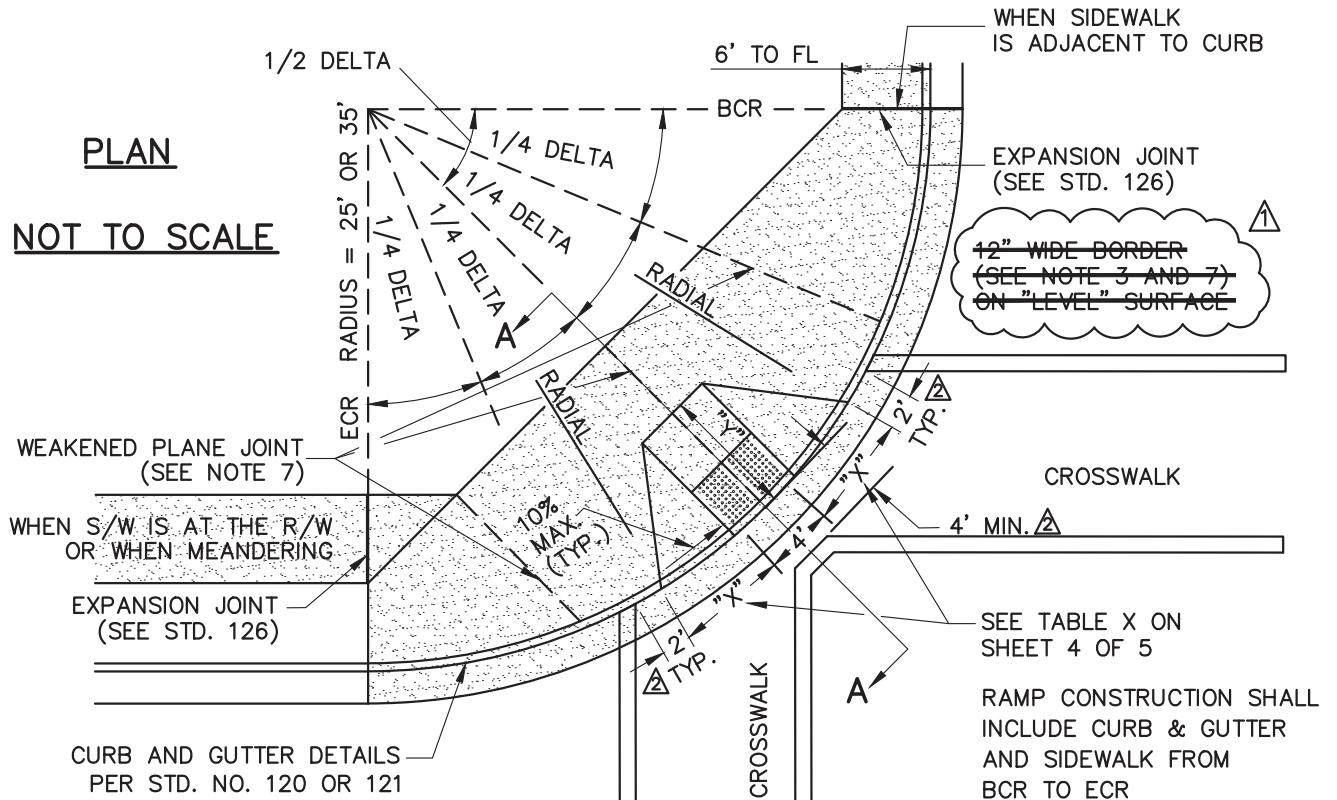 WHEN SIDEWALK
IS ADJACENT TO CURB
6' TO FL
1/2 DELTA
BCR
PLAN
NOT TO SCALE
RADIUS = 25' OR 35'
ECR
1/4 DELTA
1/4 DELTA
1/4 DELTA
1/4 DELTA
EXPANSION JOINT
(SEE STD. 126)
1
12" WIDE BORDER
(SEE NOTE 3 AND 7)
ON "LEVEL" SURFACE
RADIAL
RADIAL
A
"Y"
2'
TYP.
2
WEAKENED PLANE JOINT
(SEE NOTE 7)
CROSSWALK
"X"
4' MIN. 2
10%
MAX.
(TYP.)
4'
"X"
WHEN S/W IS AT THE R/W
OR WHEN MEANDERING
EXPANSION JOINT
(SEE STD. 126)
2'
TYP.
2
SEE TABLE X ON
SHEET 4 OF 5
A
CROSSWALK
RAMP CONSTRUCTION SHALL
INCLUDE CURB & GUTTER
AND SIDEWALK FROM
BCR TO ECR
CURB AND GUTTER DETAILS
PER STD. NO. 120 OR 121